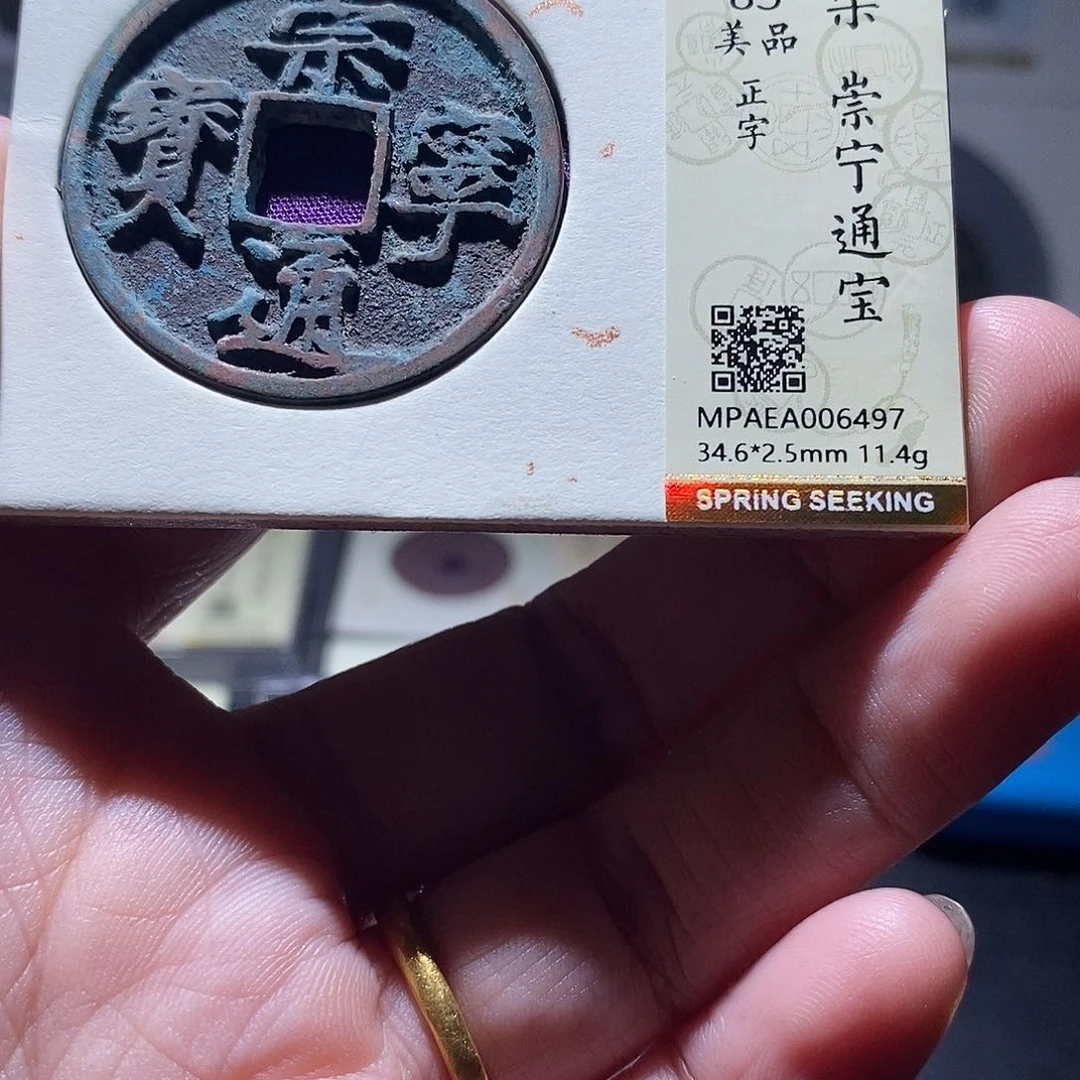 崇寧通寳
崇宁通宝
美品
正字
MPAEA006497
34.6*2.5mm 11.4g
SPRING SEEKING